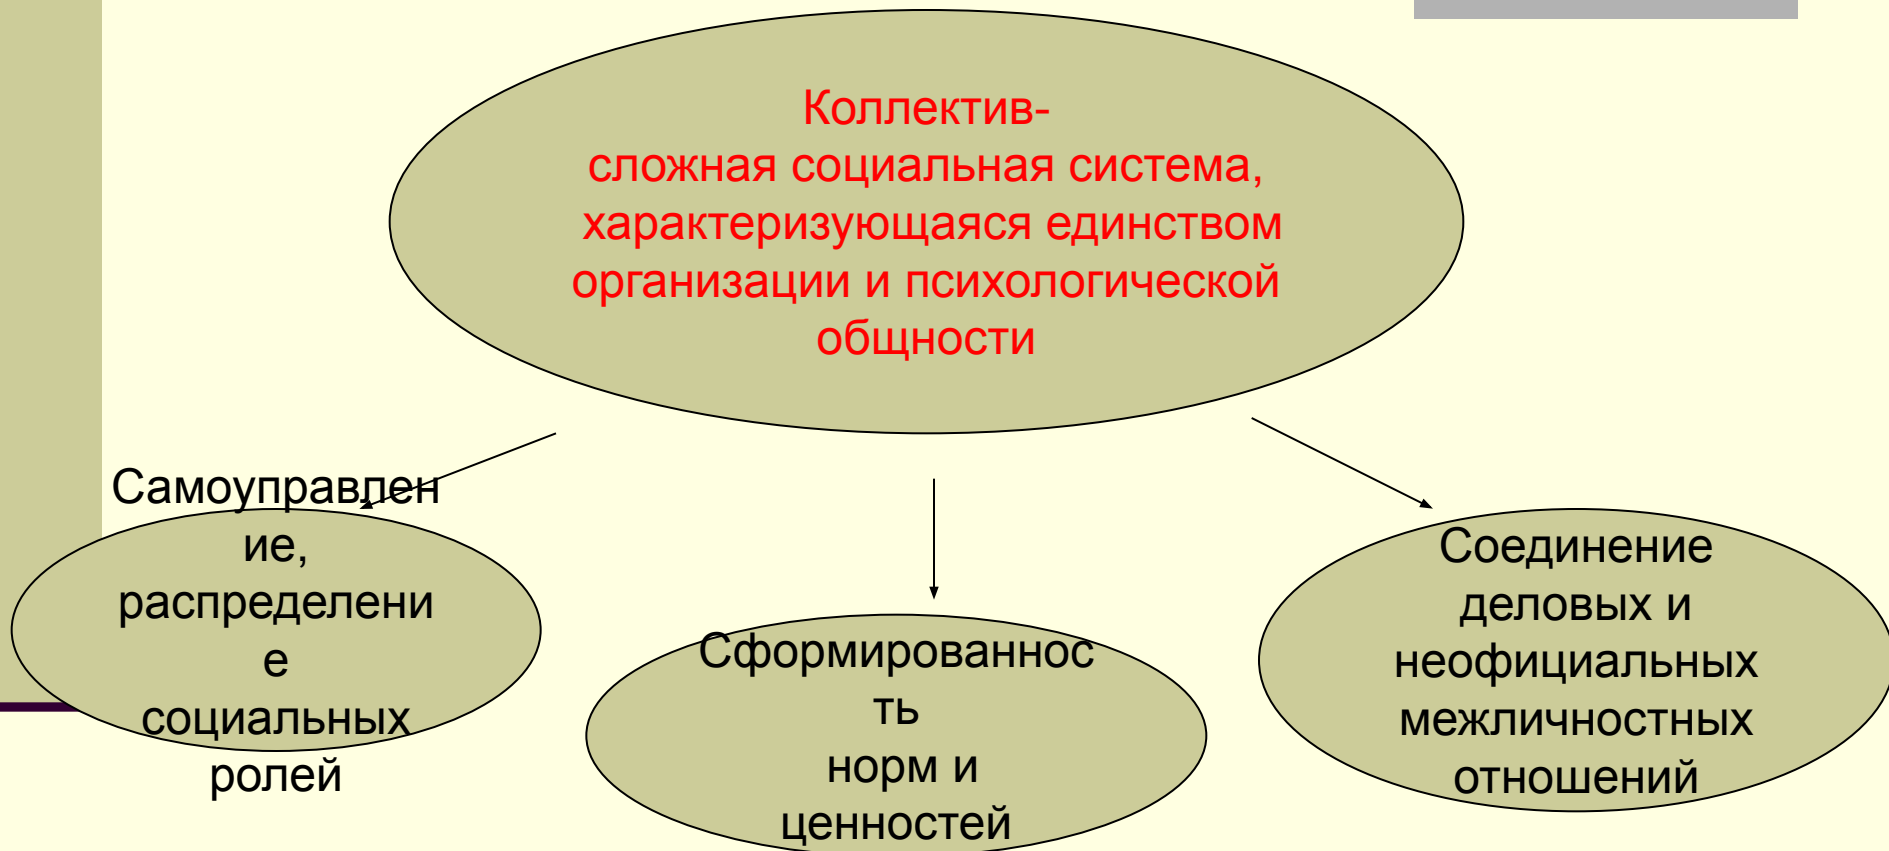 Коллектив-
сложная социальная система,
характеризующаяся единством
организации и психологической
общности
Самоуправлен
ие,
распределени
е
социальных
ролей
Сформированнос
ть
норм и
ценностей
Соединение
деловых и
неофициальных
межличностных
отношений